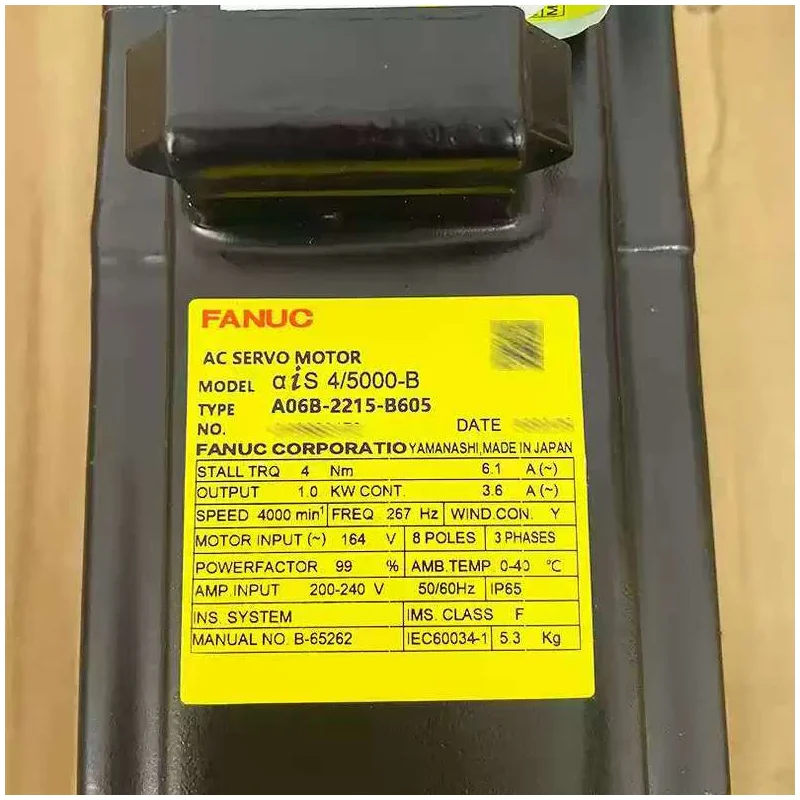 FANUC
AC SERVO MOTOR
MODEL αiS 4/5000-B
TYPE A06B-2215-B605
NO. DATE
FANUC CORPORATIO YAMANASHI, MADE IN JAPAN
STALL TRQ 4 Nm 6.1 A(~)
OUTPUT 1.0 KW CONT. 3.6 A(~)
SPEED 4000 min¹ FREQ 267 Hz WIND.CON. Y
MOTOR INPUT (~) 164 V 8 POLES 3 PHASES
POWERFACTOR 99 % AMB.TEMP. 0-40 ℃
AMP.INPUT 200-240 V 50/60Hz IP65
INS. SYSTEM IMS. CLASS F
MANUAL NO. B-65262 IEC60034-1 5.3 Kg